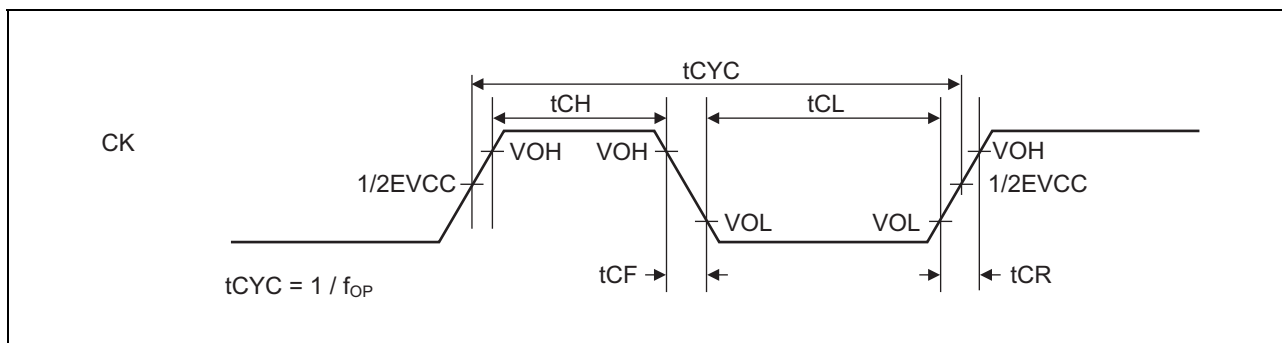 tCYC
tCH
tCL
CK
VOH
VOH
VOH
1/2EVCC
1/2EVCC
VOL
VOL
tCF
tCR
tCYC = 1 / fOP